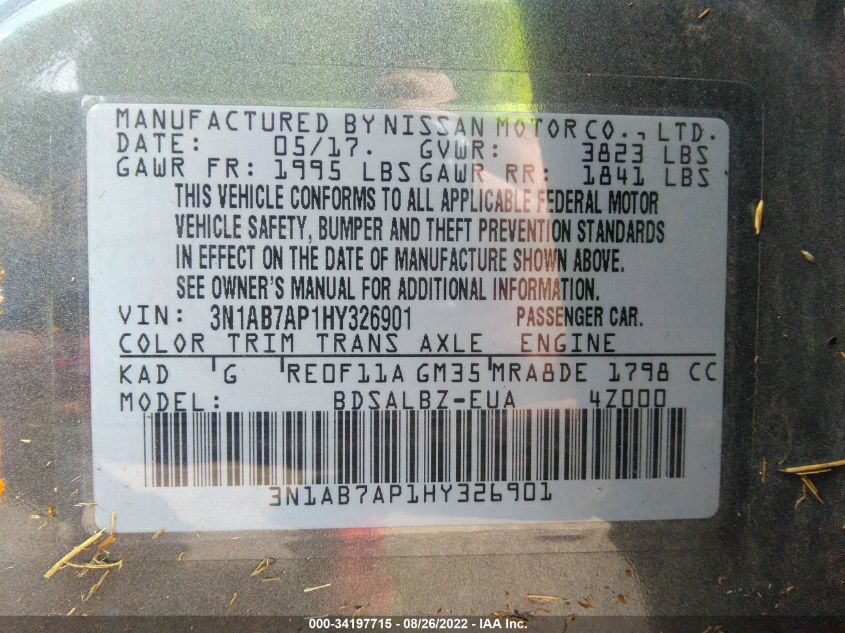 MANUFACTURED BY NISSAN MOTOR CO., LTD.
DATE: 05/17. GVWR: 3823 LBS
GAWR FR: 1995 LBS GAWR RR: 1841 LBS
THIS VEHICLE CONFORMS TO ALL APPLICABLE FEDERAL MOTOR
VEHICLE SAFETY, BUMPER AND THEFT PREVENTION STANDARDS
IN EFFECT ON THE DATE OF MANUFACTURE SHOWN ABOVE.
SEE OWNER'S MANUAL FOR ADDITIONAL INFORMATION.
VIN: 3N1AB7AP1HY326901 PASSENGER CAR.
COLOR TRIM TRANS AXLE ENGINE
KAD G RE0F11A GM35 MRA8DE 1798 CC
MODEL: BDSALBZ-EUA 4Z000
3N1AB7AP1HY326901
000-34197715 - 08/26/2022 - IAA Inc.